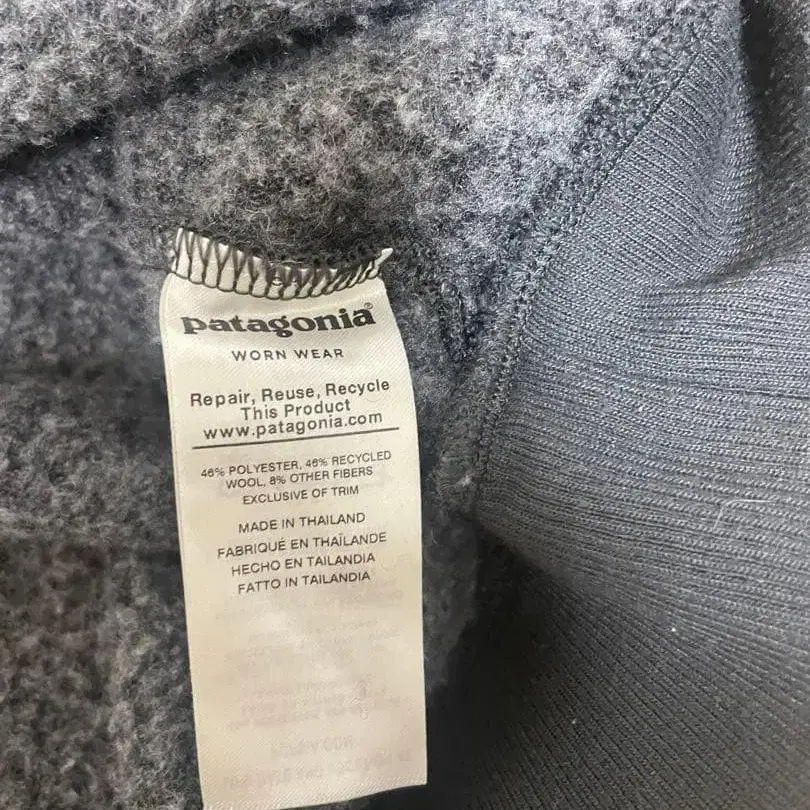 patagonia®
WORN WEAR
Repair, Reuse, Recycle
This Product
www.patagonia.com
46% POLYESTER, 46% RECYCLED
WOOL, 8% OTHER FIBERS
EXCLUSIVE OF TRIM
MADE IN THAILAND
FABRIQUÉ EN THAÏLANDE
HECHO EN TAILANDIA
FATTO IN TAILANDIA